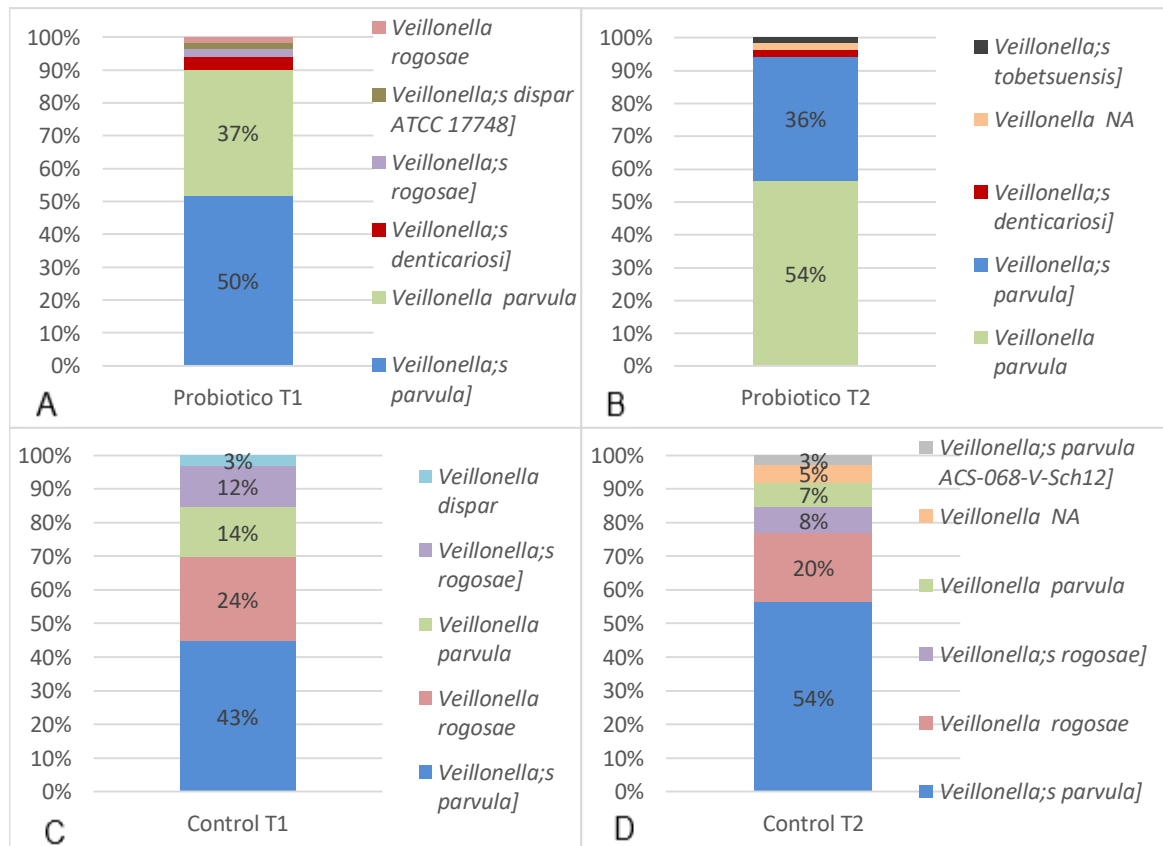 100%
90%
80%
70%
60%
50%
40%
30%
20%
10%
0%
37%
50%
Probiotico T1
A
Veillonella
rogosae
Veillonella;s dispar
ATCC 17748]
Veillonella;s
rogosae]
Veillonella;s
denticariosi]
Veillonella parvula
Veillonella;s
parvula]
100%
90%
80%
70%
60%
50%
40%
30%
20%
10%
0%
36%
54%
Probiotico T2
B
Veillonella;s
tobetsuensis]
Veillonella NA
Veillonella;s
denticariosi]
Veillonella;s
parvula]
Veillonella
parvula
100%
90%
80%
70%
60%
50%
40%
30%
20%
10%
0%
3%
12%
14%
24%
43%
Control T1
C
Veillonella
dispar
Veillonella;s
rogosae]
Veillonella
parvula
Veillonella
rogosae
Veillonella;s
parvula]
100%
90%
80%
70%
60%
50%
40%
30%
20%
10%
0%
3%
5%
7%
8%
20%
54%
Control T2
D
Veillonella;s parvula
ACS-068-V-Sch12]
Veillonella NA
Veillonella parvula
Veillonella;s rogosae]
Veillonella rogosae
Veillonella;s parvula]